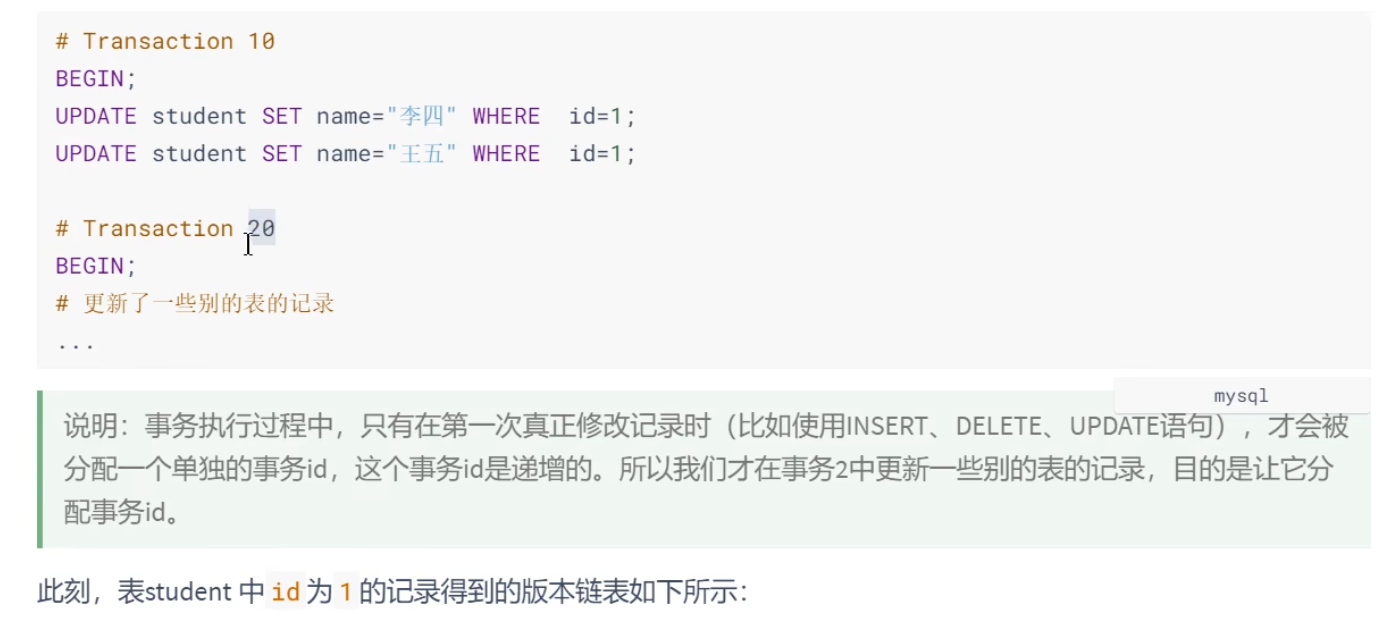 # Transaction 10
BEGIN;
UPDATE student SET name="李四" WHERE  id=1;
UPDATE student SET name="王五" WHERE  id=1;
# Transaction 20
BEGIN;
# 更新了一些别的表的记录
...
mysql
说明：事务执行过程中，只有在第一次真正修改记录时（比如使用INSERT、DELETE、UPDATE语句），才会被
分配一个单独的事务id，这个事务id是递增的。所以我们才在事务2中更新一些别的表的记录，目的是让它分
配事务id。
此刻，表student 中 id 为 1 的记录得到的版本链表如下所示：